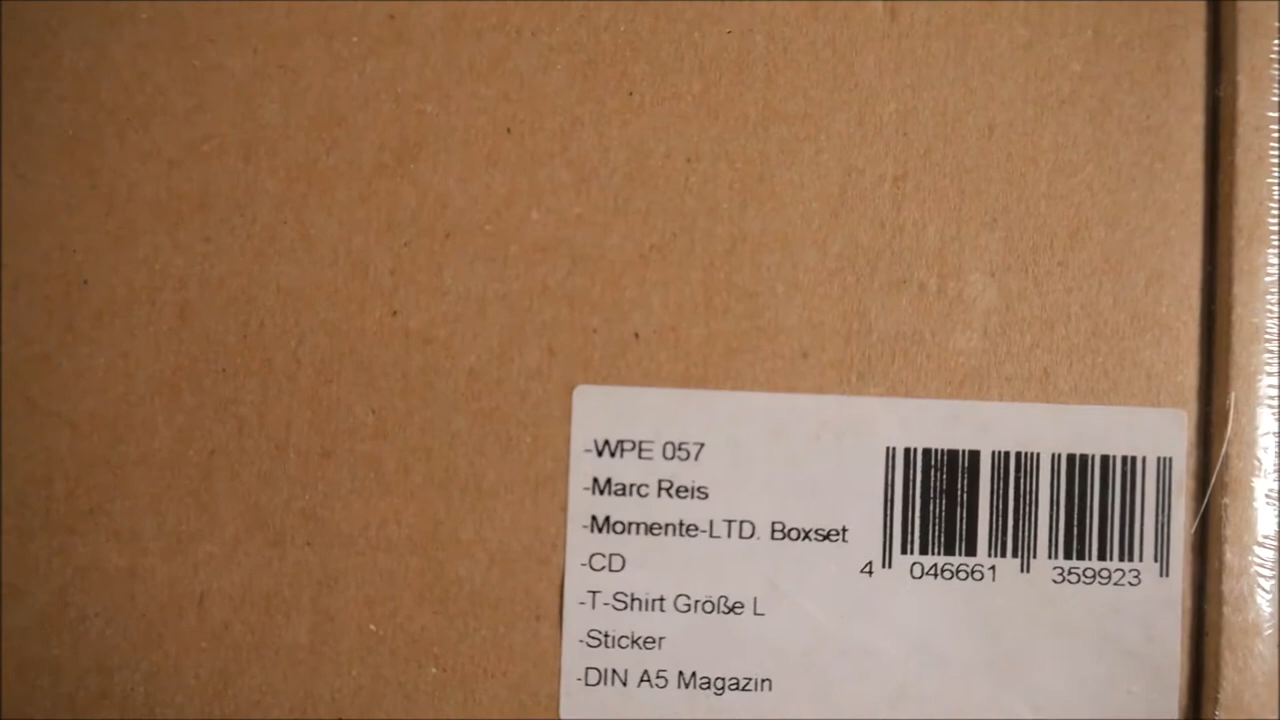 -WPE 057
-Marc Reis
-Momente-LTD. Boxset
-CD
-T-Shirt Größe L
-Sticker
-DIN A5 Magazin
4 046661 359923